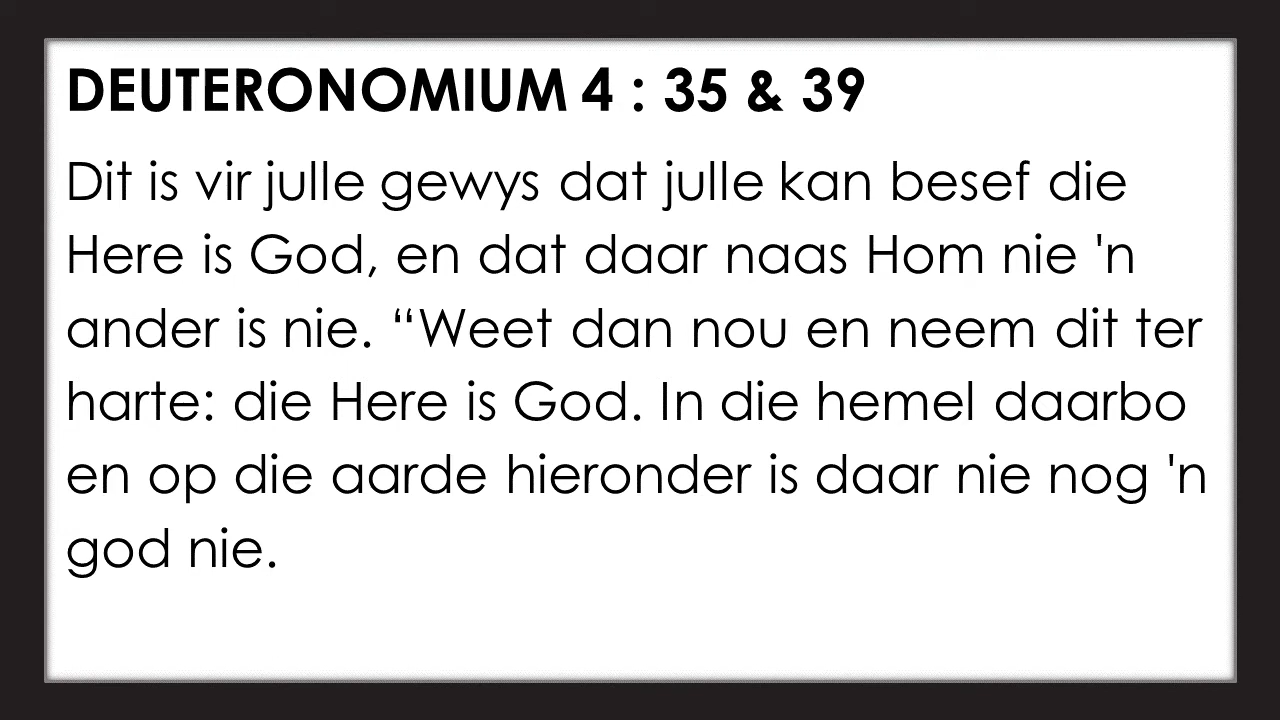 DEUTERONOMIUM 4 : 35 & 39
Dit is vir julle gewys dat julle kan besef die
Here is God, en dat daar naas Hom nie 'n
ander is nie. “Weet dan nou en neem dit ter
harte: die Here is God. In die hemel daarbo
en op die aarde hieronder is daar nie nog 'n
god nie.